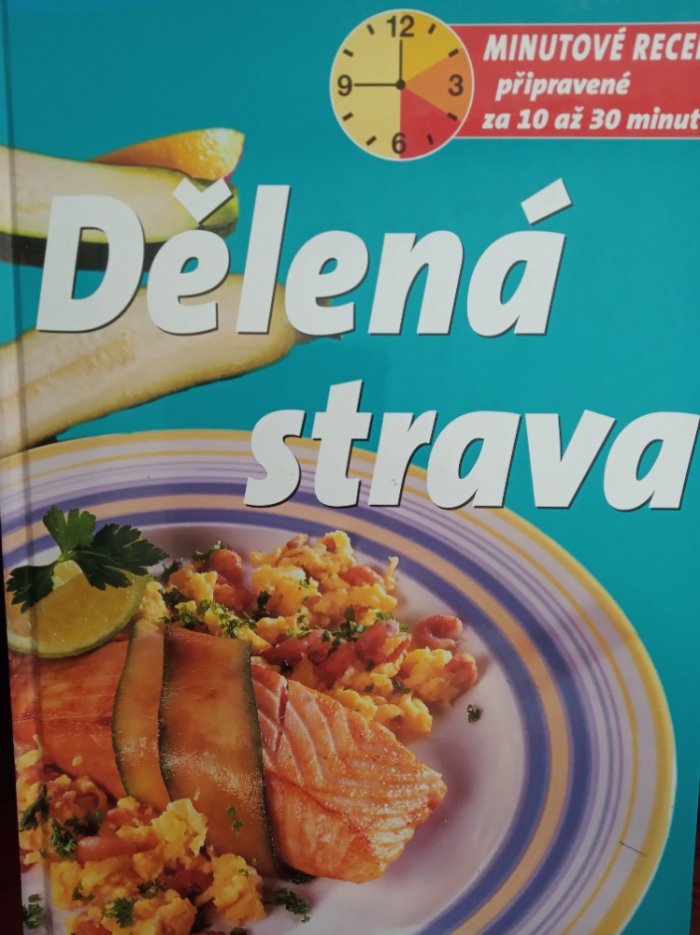 12
3
6
9
MINUTOVÉ RECE
připravené
za 10 až 30 minut
Dělená
strava